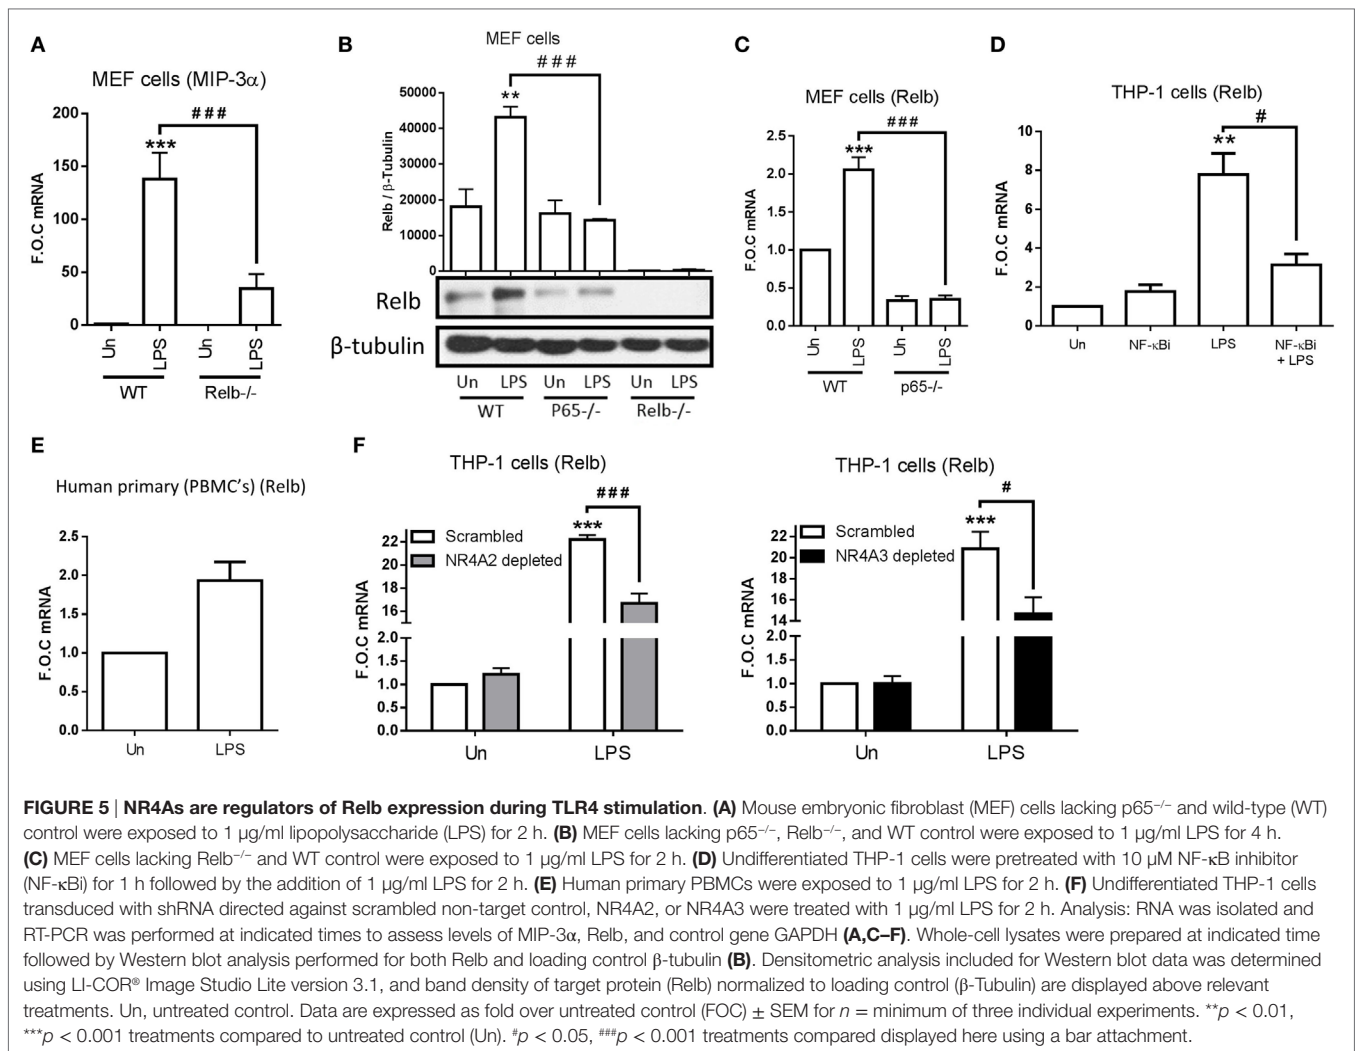 A
MEF cells (MIP-3α)
###
***
200
150
100
50
0
F.O.C mRNA
Un
LPS
Un
LPS
WT
Relb-/-
B
MEF cells
###
**
50000
40000
30000
20000
10000
0
Relb / β-Tubulin
Relb
β-tubulin
Un LPS Un LPS Un LPS
WT P65-/- Relb-/-
C
MEF cells (Relb)
###
***
2.5
2.0
1.5
1.0
0.5
0.0
F.O.C mRNA
Un
LPS
Un
LPS
WT
p65-/-
D
THP-1 cells (Relb)
#
**
10
8
6
4
2
0
F.O.C mRNA
Un NF-κBi LPS NF-κBi
+ LPS
E
Human primary (PBMC's) (Relb)
2.5
2.0
1.5
1.0
0.5
0.0
F.O.C mRNA
Un LPS
F
THP-1 cells (Relb)
###
***
Scrambled
NR4A2 depleted
22
20
18
16
2.0
1.5
1.0
0.5
0.0
F.O.C mRNA
Un LPS
THP-1 cells (Relb)
#
***
Scrambled
NR4A3 depleted
22
20
18
16
14
2.0
1.5
1.0
0.5
0.0
F.O.C mRNA
Un LPS
FIGURE 5 | NR4As are regulators of Relb expression during TLR4 stimulation. (A) Mouse embryonic fibroblast (MEF) cells lacking p65−/− and wild-type (WT)
control were exposed to 1 µg/ml lipopolysaccharide (LPS) for 2 h. (B) MEF cells lacking p65−/−, Relb−/−, and WT control were exposed to 1 µg/ml LPS for 4 h.
(C) MEF cells lacking Relb−/− and WT control were exposed to 1 µg/ml LPS for 2 h. (D) Undifferentiated THP-1 cells were pretreated with 10 µM NF-κB inhibitor
(NF-κBi) for 1 h followed by the addition of 1 µg/ml LPS for 2 h. (E) Human primary PBMCs were exposed to 1 µg/ml LPS for 2 h. (F) Undifferentiated THP-1 cells
transduced with shRNA directed against scrambled non-target control, NR4A2, or NR4A3 were treated with 1 µg/ml LPS for 2 h. Analysis: RNA was isolated and
RT-PCR was performed at indicated times to assess levels of MIP-3α, Relb, and control gene GAPDH (A,C–F). Whole-cell lysates were prepared at indicated time
followed by Western blot analysis performed for both Relb and loading control β-tubulin (B). Densitometric analysis included for Western blot data was determined
using LI-COR® Image Studio Lite version 3.1, and band density of target protein (Relb) normalized to loading control (β-Tubulin) are displayed above relevant
treatments. Un, untreated control. Data are expressed as fold over untreated control (FOC) ± SEM for n = minimum of three individual experiments. **p < 0.01,
***p < 0.001 treatments compared to untreated control (Un). #p < 0.05, ###p < 0.001 treatments compared displayed here using a bar attachment.